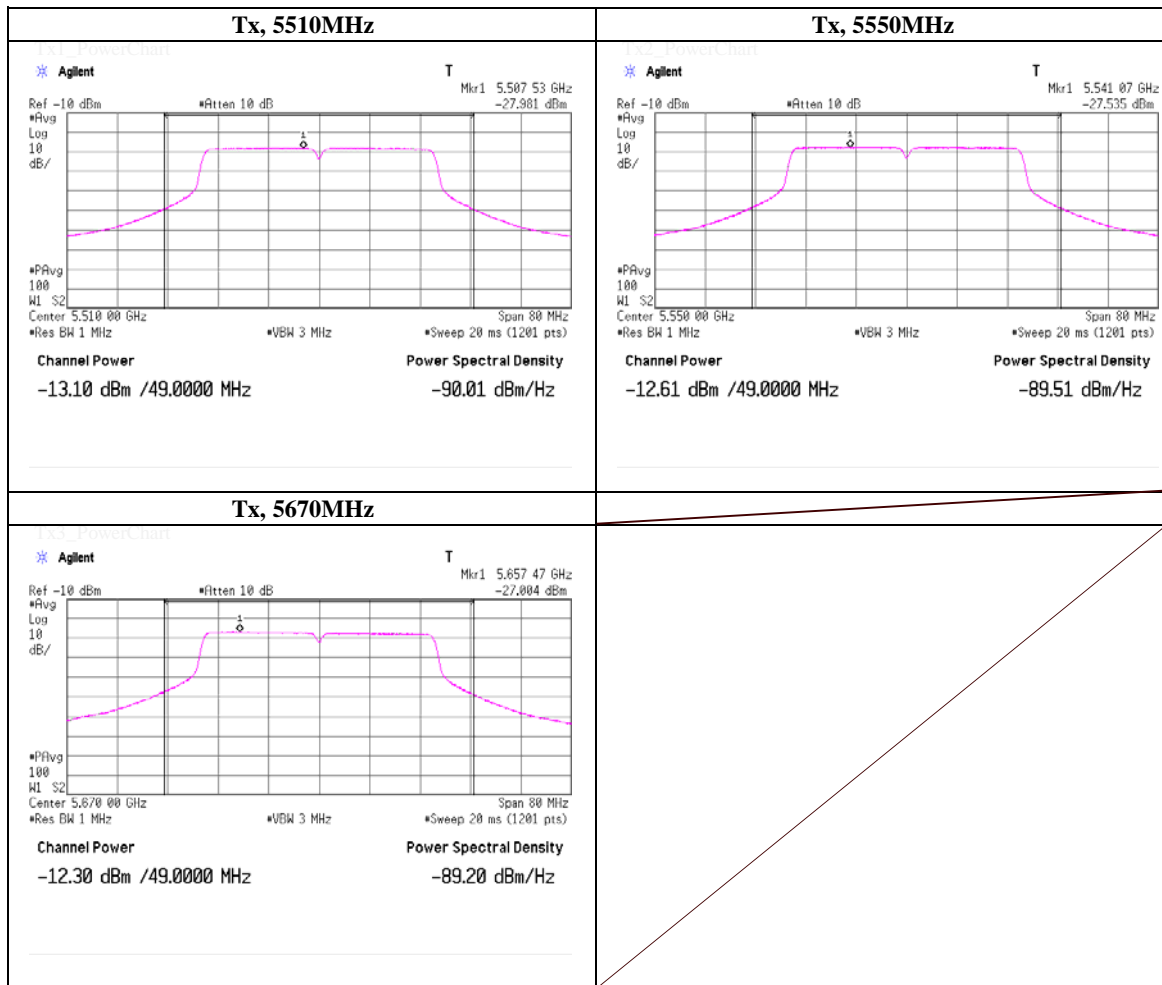 Tx, 5510MHz
Tx1_PowerChart
Agilent T
Mkr1 5.507 53 GHz
Ref -10 dBm *Atten 10 dB -27.981 dBm
*Avg
Log
10
dB/
1
*PAvg
100
W1 S2
Center 5.510 00 GHz Span 80 MHz
*Res BW 1 MHz *VBW 3 MHz *Sweep 20 ms (1201 pts)
Channel Power Power Spectral Density
-13.10 dBm /49.0000 MHz -90.01 dBm/Hz
Tx, 5550MHz
Tx2_PowerChart
Agilent T
Mkr1 5.541 07 GHz
Ref -10 dBm *Atten 10 dB -27.535 dBm
*Avg
Log
10
dB/
1
*PAvg
100
W1 S2
Center 5.550 00 GHz Span 80 MHz
*Res BW 1 MHz *VBW 3 MHz *Sweep 20 ms (1201 pts)
Channel Power Power Spectral Density
-12.61 dBm /49.0000 MHz -89.51 dBm/Hz
Tx, 5670MHz
Tx3_PowerChart
Agilent T
Mkr1 5.657 47 GHz
Ref -10 dBm *Atten 10 dB -27.004 dBm
*Avg
Log
10
dB/
1
*PAvg
100
W1 S2
Center 5.670 00 GHz Span 80 MHz
*Res BW 1 MHz *VBW 3 MHz *Sweep 20 ms (1201 pts)
Channel Power Power Spectral Density
-12.30 dBm /49.0000 MHz -89.20 dBm/Hz